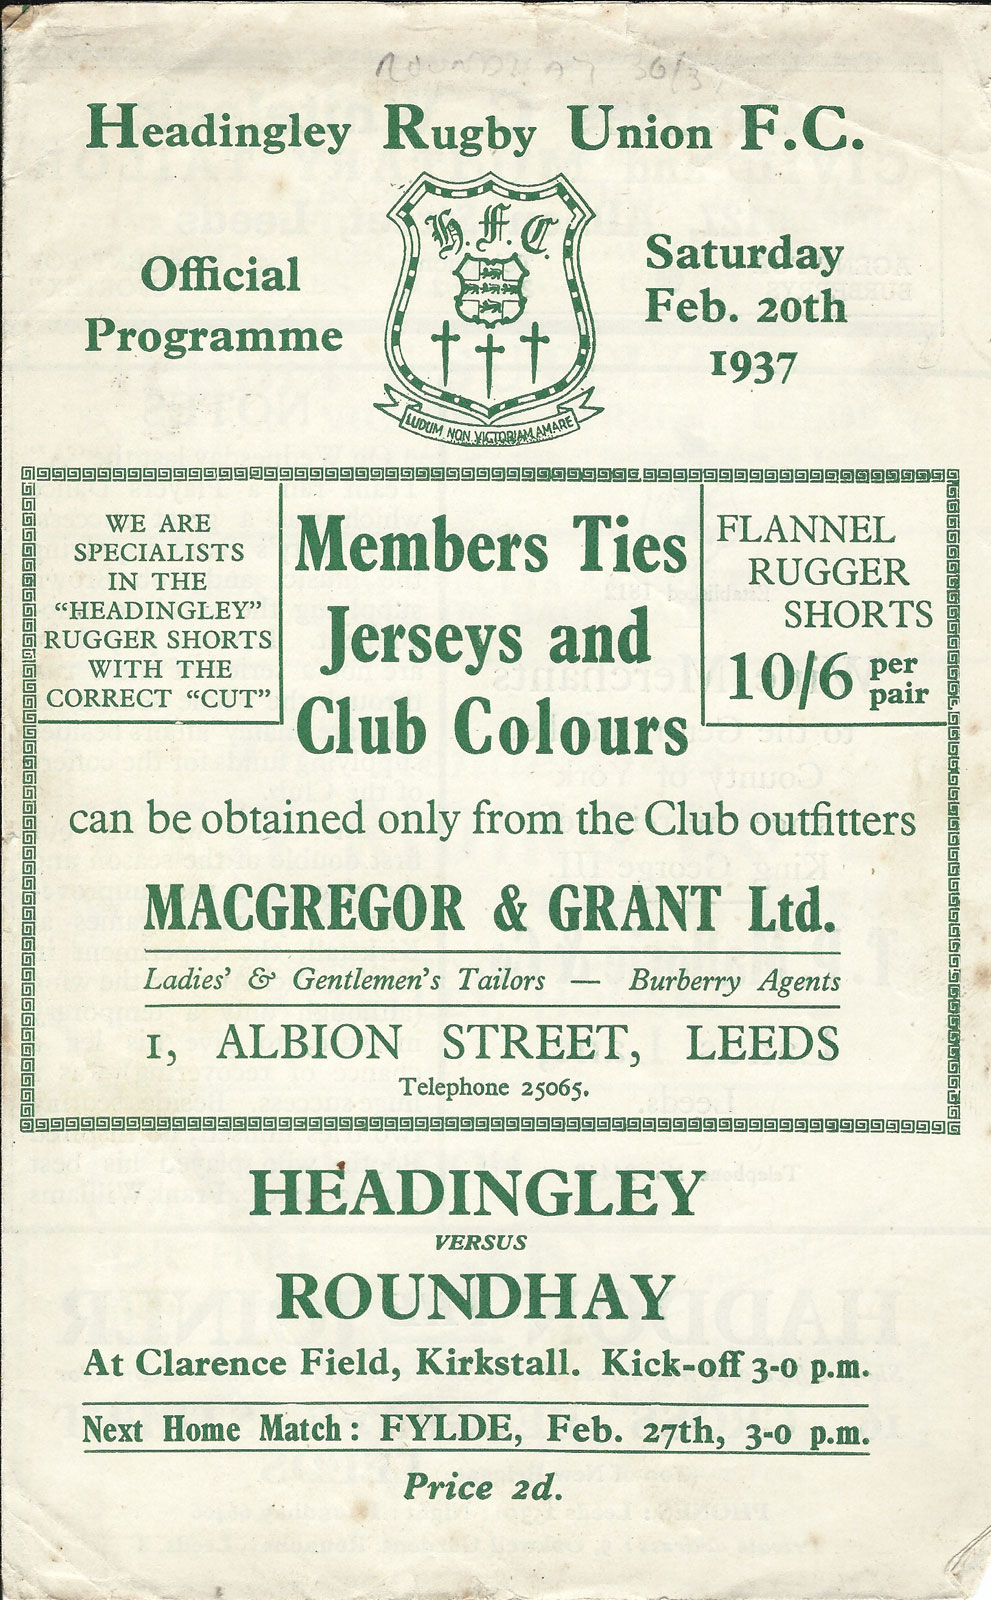 ROUNDHAY 30/3
Headingley Rugby Union F.C.
H.F.C.
Official
Programme
Saturday
Feb. 20th
1937
LUDUM NON VICTORIAM AMARE
WE ARE
SPECIALISTS
IN THE
"HEADINGLEY"
RUGGER SHORTS
WITH THE
CORRECT "CUT"
Members Ties
Jerseys and
Club Colours
FLANNEL
RUGGER
SHORTS
10/6 per
pair
can be obtained only from the Club outfitters
MACGREGOR & GRANT Ltd.
Ladies' & Gentlemen's Tailors — Burberry Agents
1, ALBION STREET, LEEDS
Telephone 25065.
HEADINGLEY
VERSUS
ROUNDHAY
At Clarence Field, Kirkstall. Kick-off 3-0 p.m.
Next Home Match: FYLDE, Feb. 27th, 3-0 p.m.
Price 2d.